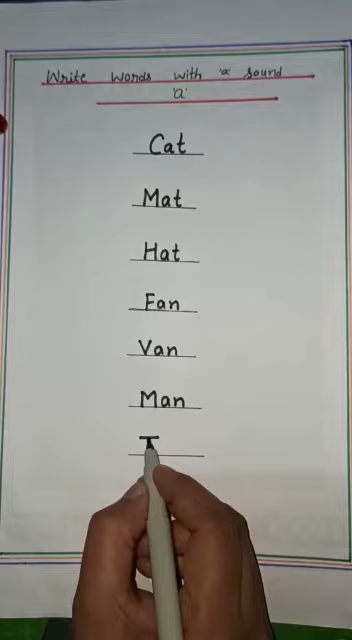 Write words with 'a' sound
'a'
Cat
Mat
Hat
Fan
Van
Man
T